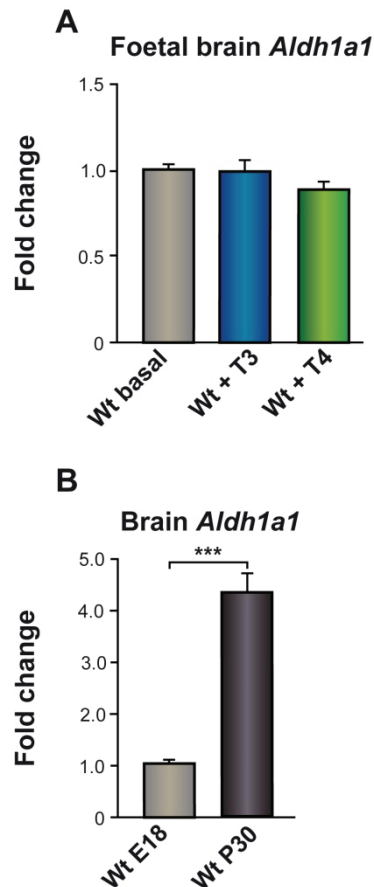 A
Foetal brain Aldh1a1
1.5
1.0
0.5
0
Fold change
Wt basal
Wt + T3
Wt + T4
B
Brain Aldh1a1
5.0
4.0
3.0
2.0
1.0
0
Fold change
***
Wt E18
Wt P30